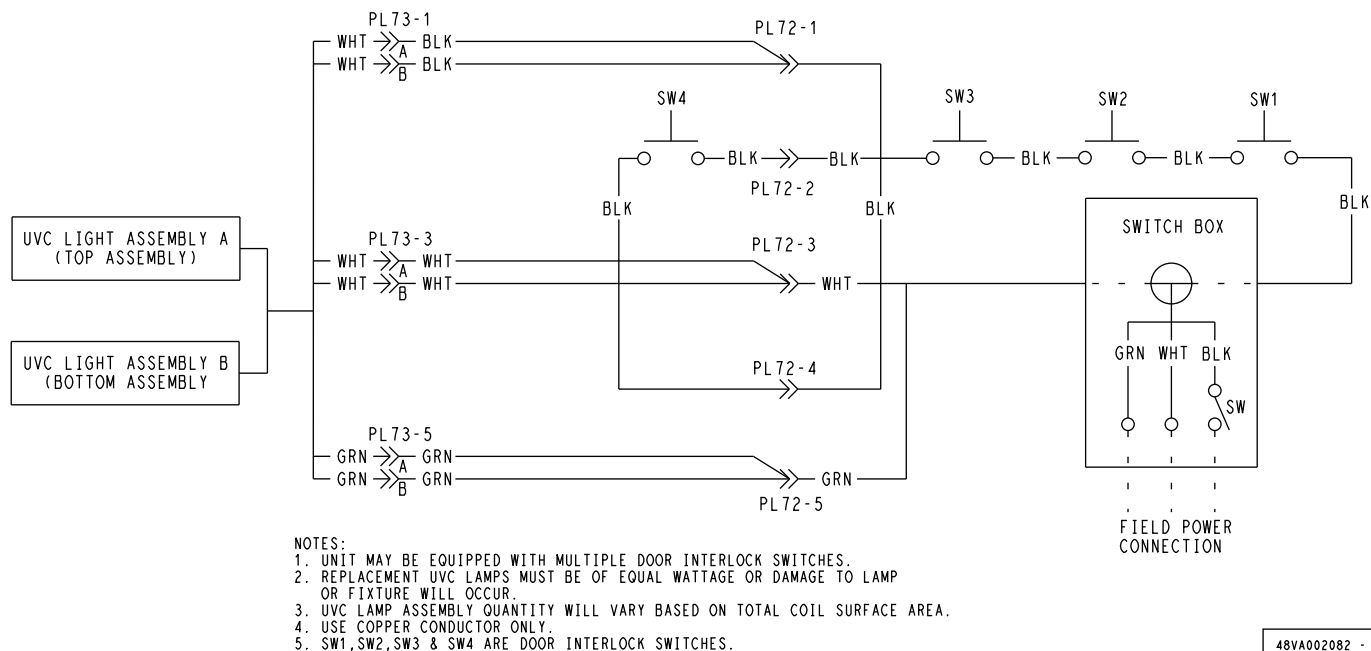 PL73-1
WHT A BLK
WHT B BLK
PL72-1
SW4
SW3
SW2
SW1
BLK
BLK
BLK
BLK
PL72-2
BLK
BLK
BLK
UVC LIGHT ASSEMBLY A
(TOP ASSEMBLY)
PL73-3
WHT A WHT
WHT B WHT
PL72-3
WHT
SWITCH BOX
UVC LIGHT ASSEMBLY B
(BOTTOM ASSEMBLY
PL72-4
GRN WHT BLK
SW
PL73-5
GRN A GRN
GRN B GRN
GRN
PL72-5
FIELD POWER
CONNECTION
NOTES:
1. UNIT MAY BE EQUIPPED WITH MULTIPLE DOOR INTERLOCK SWITCHES.
2. REPLACEMENT UVC LAMPS MUST BE OF EQUAL WATTAGE OR DAMAGE TO LAMP
OR FIXTURE WILL OCCUR.
3. UVC LAMP ASSEMBLY QUANTITY WILL VARY BASED ON TOTAL COIL SURFACE AREA.
4. USE COPPER CONDUCTOR ONLY.
5. SW1,SW2,SW3 & SW4 ARE DOOR INTERLOCK SWITCHES.
48VA002082 -